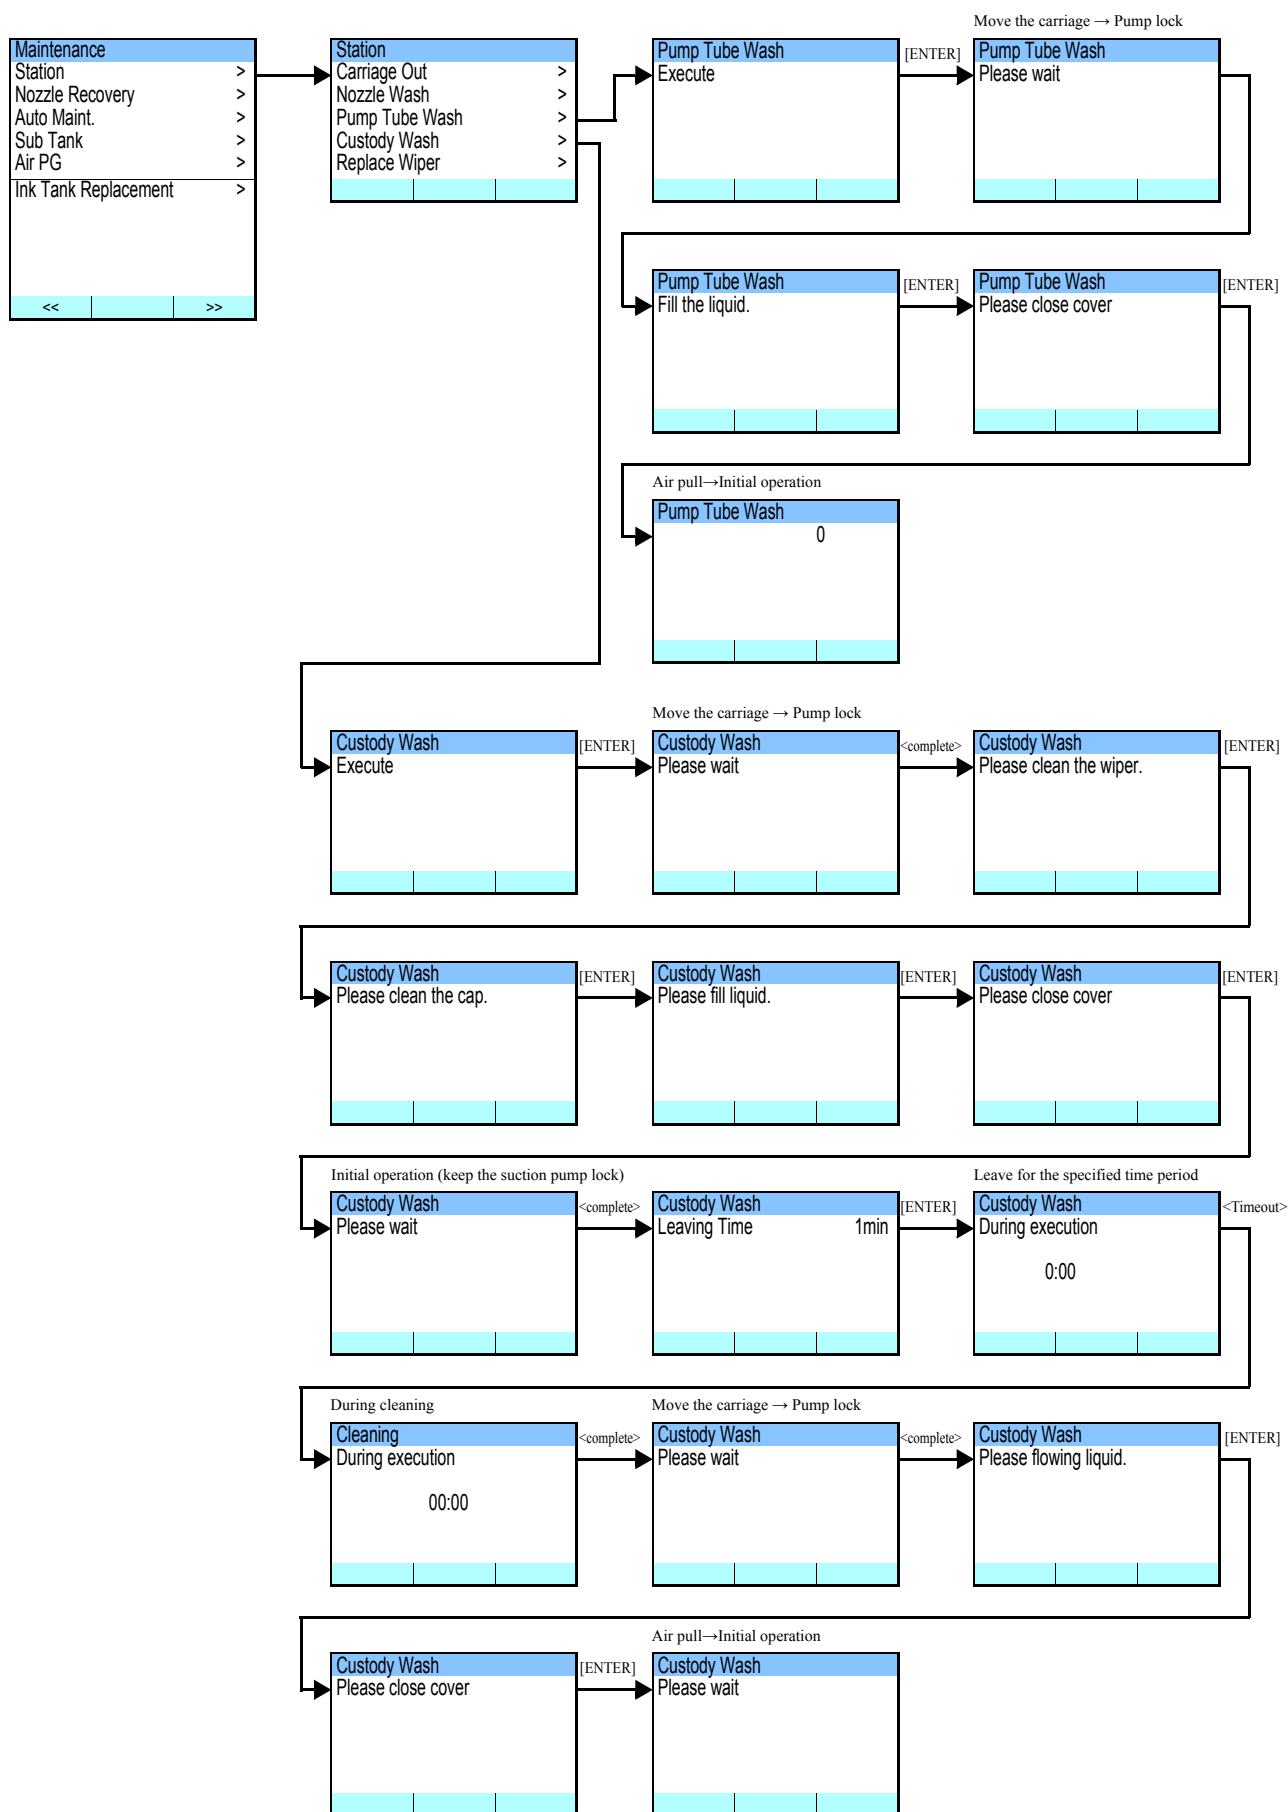 Move the carriage → Pump lock
Maintenance
Station >
Nozzle Recovery >
Auto Maint. >
Sub Tank >
Air PG >
Ink Tank Replacement >
<< >>
Station
Carriage Out >
Nozzle Wash >
Pump Tube Wash >
Custody Wash >
Replace Wiper >
Pump Tube Wash
Execute
[ENTER]
Pump Tube Wash
Please wait
Pump Tube Wash
Fill the liquid.
[ENTER]
Pump Tube Wash
Please close cover
[ENTER]
Air pull→Initial operation
Pump Tube Wash
0
Custody Wash
Execute
[ENTER]
Move the carriage → Pump lock
Custody Wash
Please wait
<complete>
Custody Wash
Please clean the wiper.
[ENTER]
Custody Wash
Please clean the cap.
[ENTER]
Custody Wash
Please fill liquid.
[ENTER]
Custody Wash
Please close cover
[ENTER]
Initial operation (keep the suction pump lock)
Custody Wash
Please wait
<complete>
Custody Wash
Leaving Time 1min
[ENTER]
Leave for the specified time period
Custody Wash
During execution
0:00
<Timeout>
During cleaning
Cleaning
During execution
00:00
<complete>
Move the carriage → Pump lock
Custody Wash
Please wait
<complete>
Custody Wash
Please flowing liquid.
[ENTER]
Custody Wash
Please close cover
[ENTER]
Air pull→Initial operation
Custody Wash
Please wait